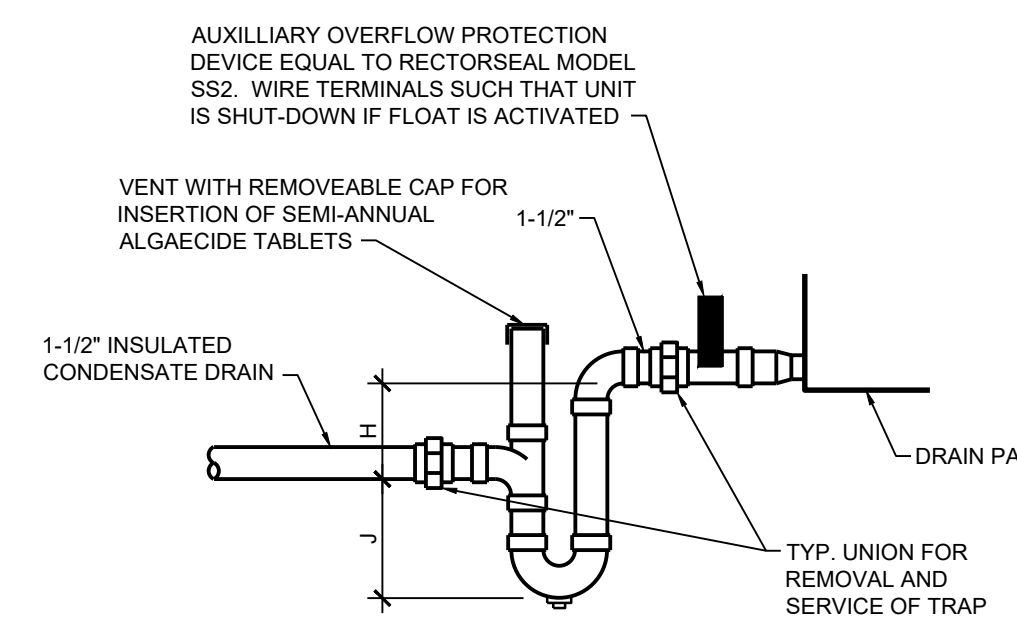 AUXILLIARY OVERFLOW PROTECTION
DEVICE EQUAL TO RECTORSEAL MODEL
SS2. WIRE TERMINALS SUCH THAT UNIT
IS SHUT-DOWN IF FLOAT IS ACTIVATED
VENT WITH REMOVEABLE CAP FOR
INSERTION OF SEMI-ANNUAL
ALGAECIDE TABLETS
1-1/2"
1-1/2" INSULATED
CONDENSATE DRAIN
H
J
DRAIN PA
TYP. UNION FOR
REMOVAL AND
SERVICE OF TRAP